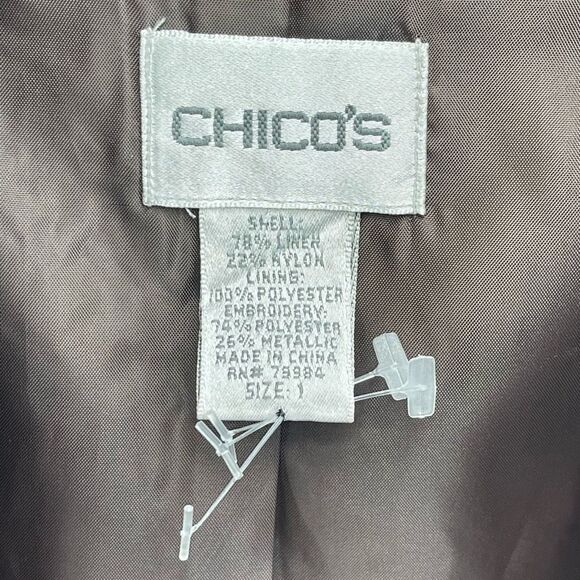 CHICO'S
SHELL:
78% LINEN
22% NYLON
LINING:
100% POLYESTER
EMBROIDERY:
74% POLYESTER
26% METALLIC
MADE IN CHINA
RN# 79984
SIZE: 1